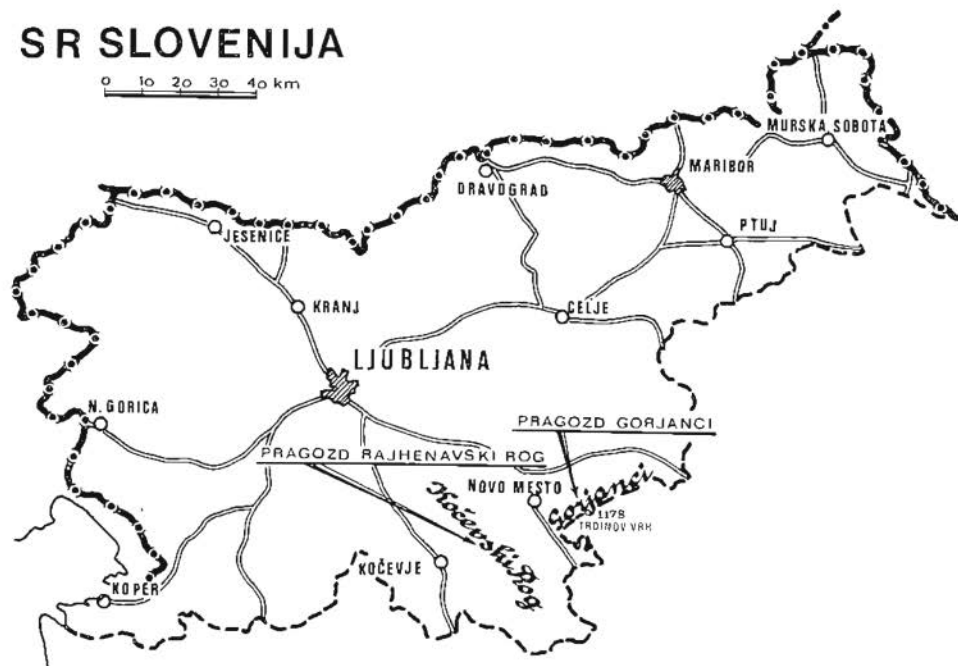 SR SLOVENIJA
0 10 20 30 40 km
MURSKA SOBOTA
MARIBOR
DRAVOGRAD
PTUJ
JESENICE
KRANJ
CELJE
LJUBLJANA
N. GORICA
PRAGOZD GORJANCI
PRAGOZD RAJHENAVSKI ROG
NOVO MESTO
Gorjanci
1178
TRDINOV VRH
Kočevski Rog
KOČEVJE
KOPER